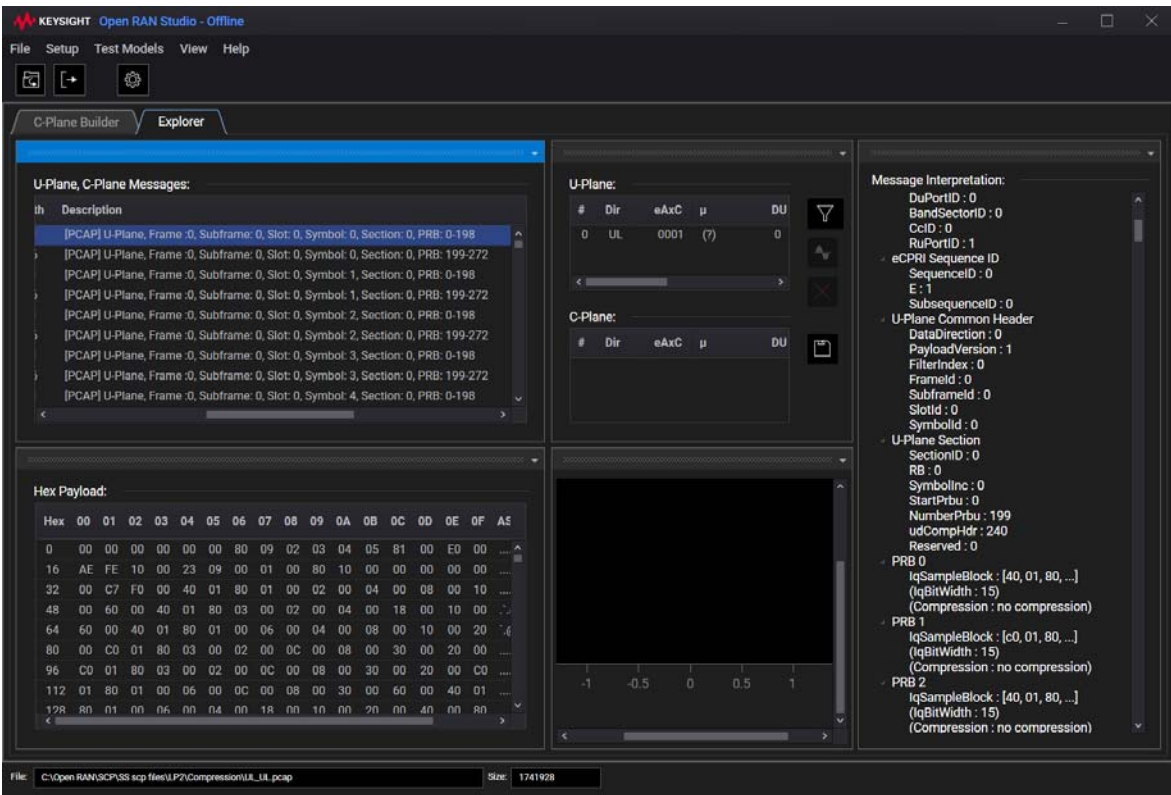 KEYSIGHT Open RAN Studio - Offline
File Setup Test Models View Help
C-Plane Builder Explorer
U-Plane, C-Plane Messages:
th Description
[PCAP] U-Plane, Frame :0, Subframe: 0, Slot: 0, Symbol: 0, Section: 0, PRB: 0-198
[PCAP] U-Plane, Frame :0, Subframe: 0, Slot: 0, Symbol: 0, Section: 0, PRB: 199-272
[PCAP] U-Plane, Frame :0, Subframe: 0, Slot: 0, Symbol: 1, Section: 0, PRB: 0-198
[PCAP] U-Plane, Frame :0, Subframe: 0, Slot: 0, Symbol: 1, Section: 0, PRB: 199-272
[PCAP] U-Plane, Frame :0, Subframe: 0, Slot: 0, Symbol: 2, Section: 0, PRB: 0-198
[PCAP] U-Plane, Frame :0, Subframe: 0, Slot: 0, Symbol: 2, Section: 0, PRB: 199-272
[PCAP] U-Plane, Frame :0, Subframe: 0, Slot: 0, Symbol: 3, Section: 0, PRB: 0-198
[PCAP] U-Plane, Frame :0, Subframe: 0, Slot: 0, Symbol: 3, Section: 0, PRB: 199-272
[PCAP] U-Plane, Frame :0, Subframe: 0, Slot: 0, Symbol: 4, Section: 0, PRB: 0-198
U-Plane:
# Dir eAxC μ DU
0 UL 0001 (?) 0
C-Plane:
# Dir eAxC μ DU
Hex Payload:
Hex 00 01 02 03 04 05 06 07 08 09 0A 0B 0C 0D 0E 0F AS
0 00 00 00 00 00 00 80 09 02 03 04 05 81 00 E0 00 ....
16 AE FE 10 00 23 09 00 01 00 80 10 00 00 00 00 00 ....
32 00 C7 F0 00 40 01 80 01 00 02 00 04 00 08 00 10 ....
48 00 60 00 40 01 80 03 00 02 00 04 00 18 00 10 00
64 60 00 40 01 80 01 00 06 00 04 00 08 00 10 00 20
80 00 C0 01 80 03 00 02 00 0C 00 08 00 30 00 20 00 ....
96 C0 01 80 03 00 02 00 0C 00 08 00 30 00 20 00 C0 ....
112 01 80 01 00 06 00 0C 00 08 00 30 00 60 00 40 01 ....
128 80 01 00 06 00 04 00 18 00 10 00 20 00 40 00 80
-1 -0.5 0 0.5 1
Message Interpretation:
DuPortID : 0
BandSectorID : 0
CcID : 0
RuPortID : 1
eCPRI Sequence ID
SequenceID : 0
E : 1
SubsequenceID : 0
U-Plane Common Header
DataDirection : 0
PayloadVersion : 1
FilterIndex : 0
FrameId : 0
SubframeId : 0
SlotId : 0
SymbolId : 0
U-Plane Section
SectionID : 0
RB : 0
SymbolInc : 0
StartPrbu : 0
NumberPrbu : 199
udCompHdr : 240
Reserved : 0
PRB 0
IqSampleBlock : [40, 01, 80, ...]
(IqBitWidth : 15)
(Compression : no compression)
PRB 1
IqSampleBlock : [c0, 01, 80, ...]
(IqBitWidth : 15)
(Compression : no compression)
PRB 2
IqSampleBlock : [40, 01, 80, ...]
(IqBitWidth : 15)
(Compression : no compression)
File: C:\Open RAN\SCP\SS scp files\LP2\Compression\UL_UL.pcap Size: 1741928